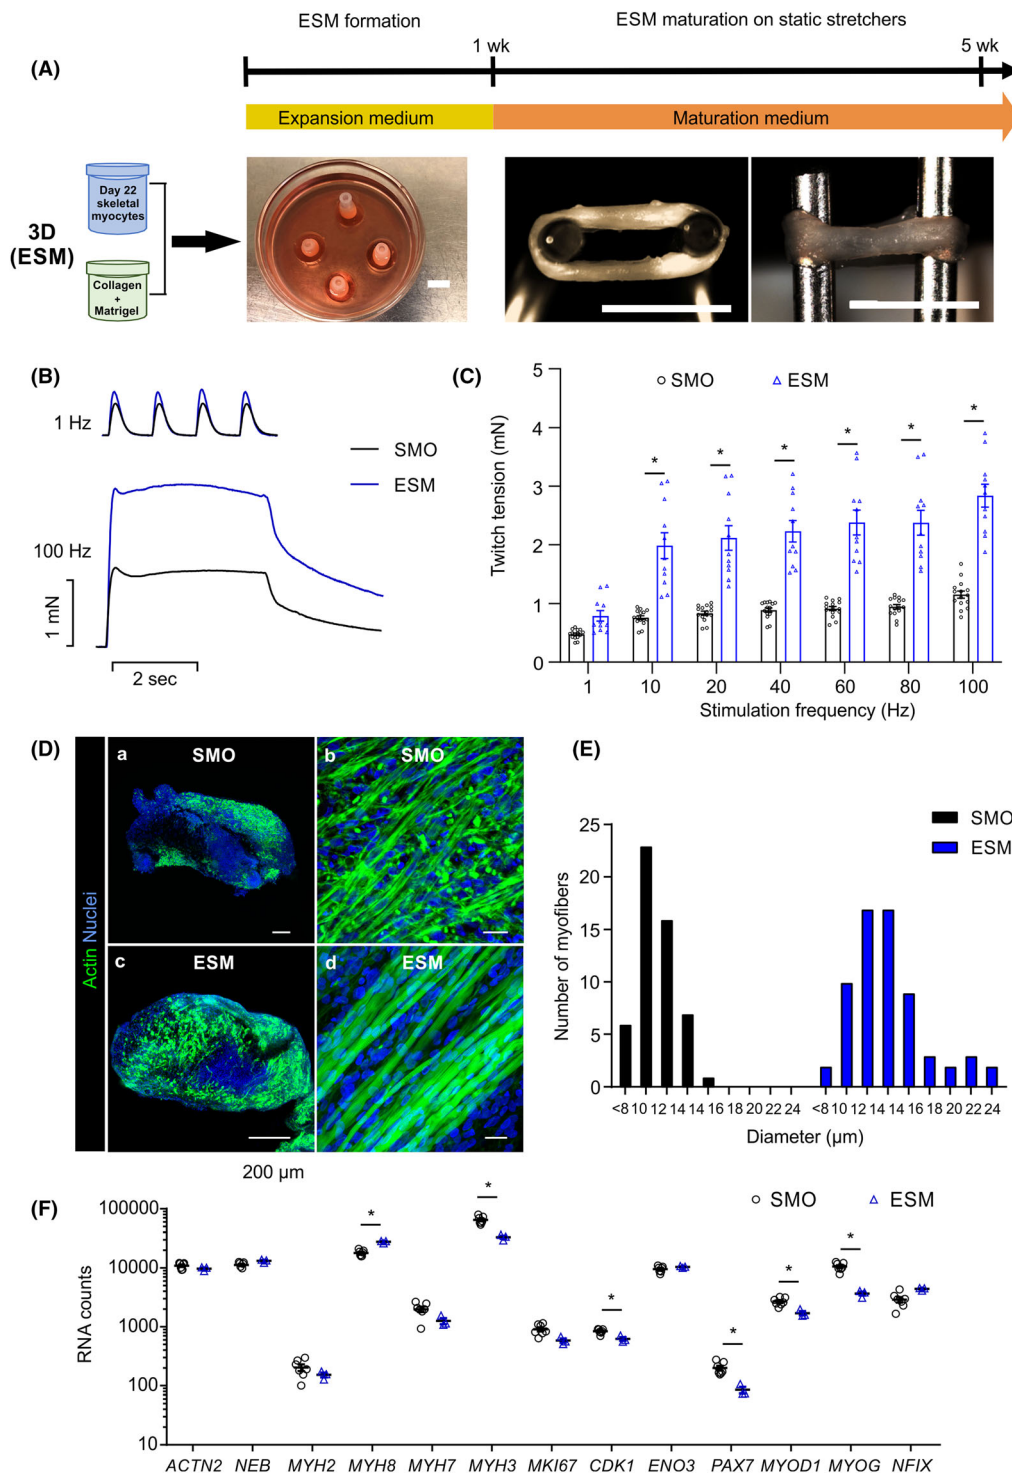 ESM formation
ESM maturation on static stretchers
(A)
1 wk
5 wk
Expansion medium
Maturation medium
3D
(ESM)
Day 22
skeletal
myocytes
Collagen
+
Matrigel
(B)
1 Hz
SMO
ESM
100 Hz
1 mN
2 sec
(C)
SMO
ESM
Twitch tension (mN)
5
4
3
2
1
0
* * * * * *
1 10 20 40 60 80 100
Stimulation frequency (Hz)
(D)
Actin Nuclei
a SMO
b SMO
c ESM
d ESM
200 µm
(E)
SMO
ESM
Number of myofibers
25
20
15
10
5
0
<8 10 12 14 14 16 18 20 22 24
<8 10 12 14 14 16 18 20 22 24
Diameter (µm)
(F)
SMO
ESM
RNA counts
100000
10000
1000
100
10
* * * * * *
ACTN2 NEB MYH2 MYH8 MYH7 MYH3 MKI67 CDK1 ENO3 PAX7 MYOD1 MYOG NFIX